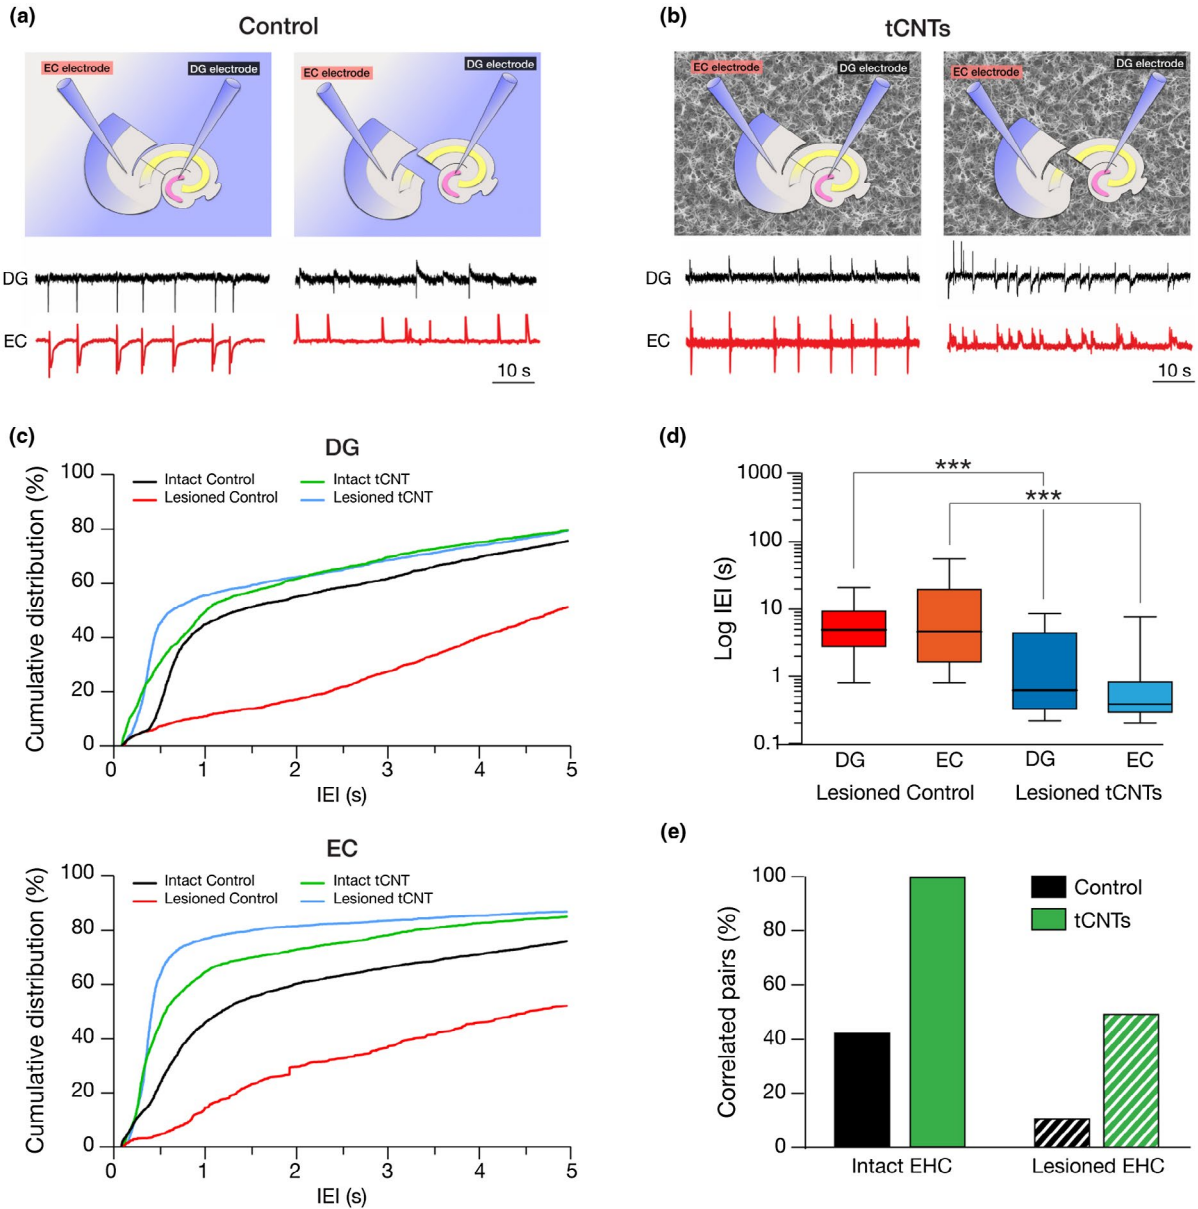 (a)
Control
EC electrode
DG electrode
EC electrode
DG electrode
DG
EC
10 s
(b)
tCNTs
EC electrode
DG electrode
EC electrode
DG electrode
DG
EC
10 s
(c)
DG
Cumulative distribution (%)
100
80
60
40
20
0
Intact Control
Lesioned Control
Intact tCNT
Lesioned tCNT
0 1 2 3 4 5
IEI (s)
EC
Cumulative distribution (%)
100
80
60
40
20
0
Intact Control
Lesioned Control
Intact tCNT
Lesioned tCNT
0 1 2 3 4 5
IEI (s)
(d)
Log IEI (s)
1000
100
10
1
0.1
***
***
DG EC DG EC
Lesioned Control Lesioned tCNTs
(e)
Correlated pairs (%)
100
80
60
40
20
0
Control
tCNTs
Intact EHC Lesioned EHC